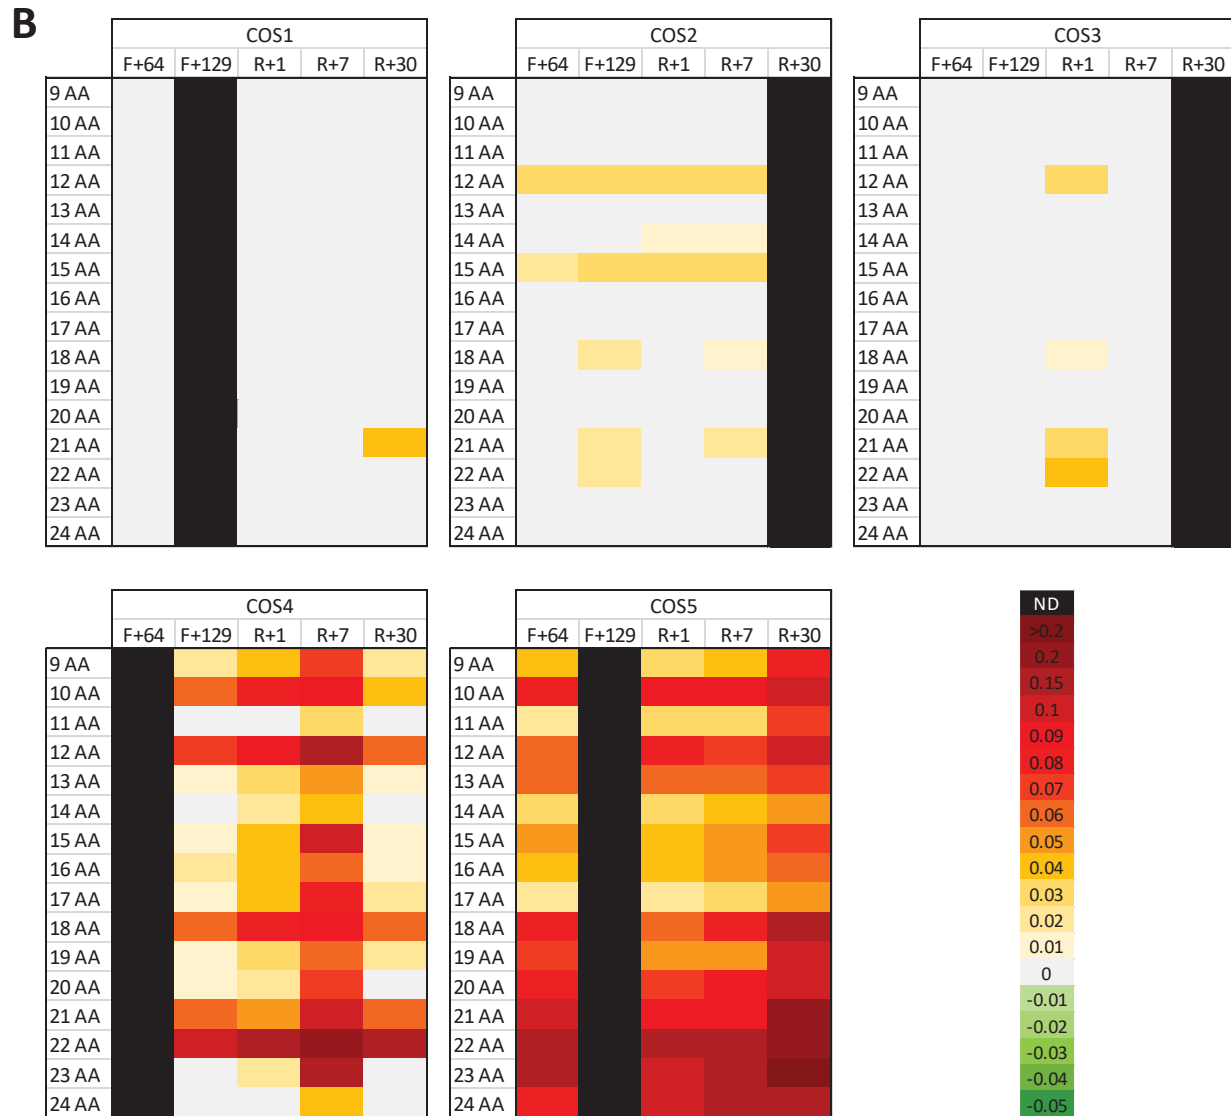 B
COS1
F+64 F+129 R+1 R+7 R+30
9 AA
10 AA
11 AA
12 AA
13 AA
14 AA
15 AA
16 AA
17 AA
18 AA
19 AA
20 AA
21 AA
22 AA
23 AA
24 AA
COS2
F+64 F+129 R+1 R+7 R+30
9 AA
10 AA
11 AA
12 AA
13 AA
14 AA
15 AA
16 AA
17 AA
18 AA
19 AA
20 AA
21 AA
22 AA
23 AA
24 AA
COS3
F+64 F+129 R+1 R+7 R+30
9 AA
10 AA
11 AA
12 AA
13 AA
14 AA
15 AA
16 AA
17 AA
18 AA
19 AA
20 AA
21 AA
22 AA
23 AA
24 AA
COS4
F+64 F+129 R+1 R+7 R+30
9 AA
10 AA
11 AA
12 AA
13 AA
14 AA
15 AA
16 AA
17 AA
18 AA
19 AA
20 AA
21 AA
22 AA
23 AA
24 AA
COS5
F+64 F+129 R+1 R+7 R+30
9 AA
10 AA
11 AA
12 AA
13 AA
14 AA
15 AA
16 AA
17 AA
18 AA
19 AA
20 AA
21 AA
22 AA
23 AA
24 AA
ND
>0.2
0.2
0.15
0.1
0.09
0.08
0.07
0.06
0.05
0.04
0.03
0.02
0.01
0
-0.01
-0.02
-0.03
-0.04
-0.05